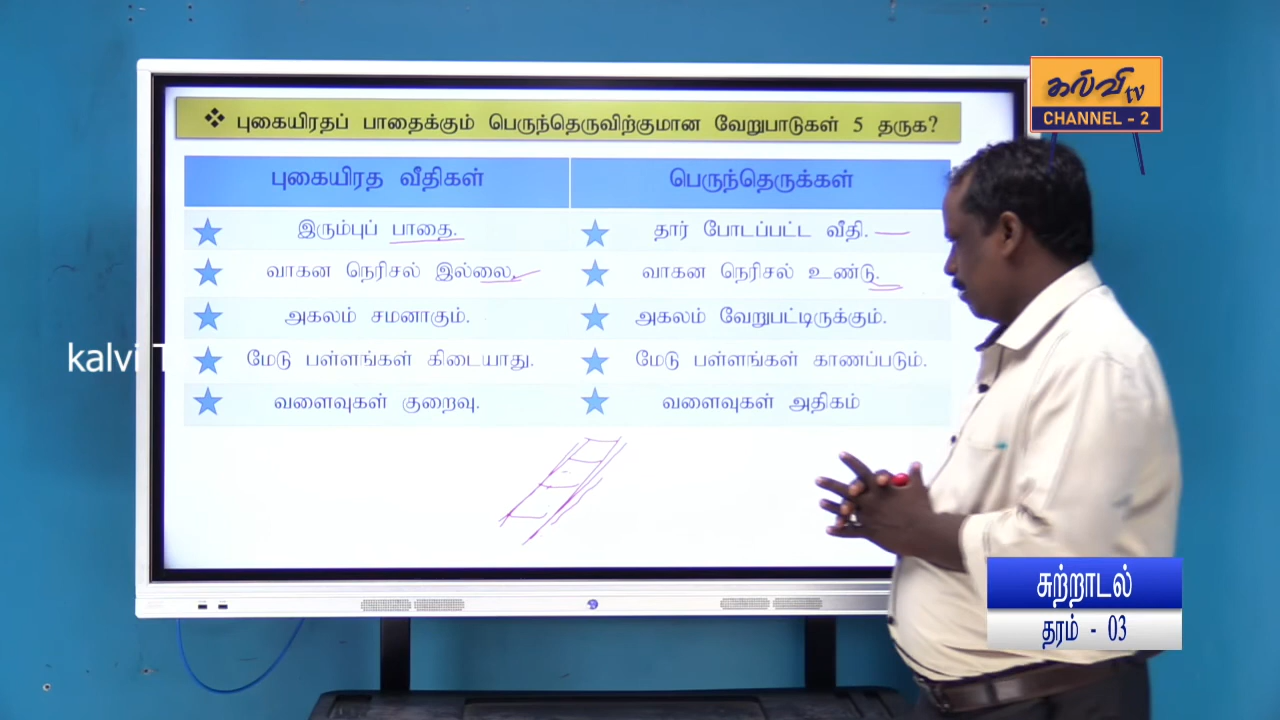 கல்வி tv
CHANNEL - 2
❖ புகையிரதப் பாதைக்கும் பெருந்தெருவிற்குமான வேறுபாடுகள் 5 தருக?
புகையிரத வீதிகள்
பெருந்தெருக்கள்
இரும்புப் பாதை.
தார் போடப்பட்ட வீதி.
வாகன நெரிசல் இல்லை.
வாகன நெரிசல் உண்டு.
அகலம் சமனாகும்.
அகலம் வேறுபட்டிருக்கும்.
மேடு பள்ளங்கள் கிடையாது.
மேடு பள்ளங்கள் காணப்படும்.
வளைவுகள் குறைவு.
வளைவுகள் அதிகம்
kalvi T
சுற்றாடல்
தரம் - 03